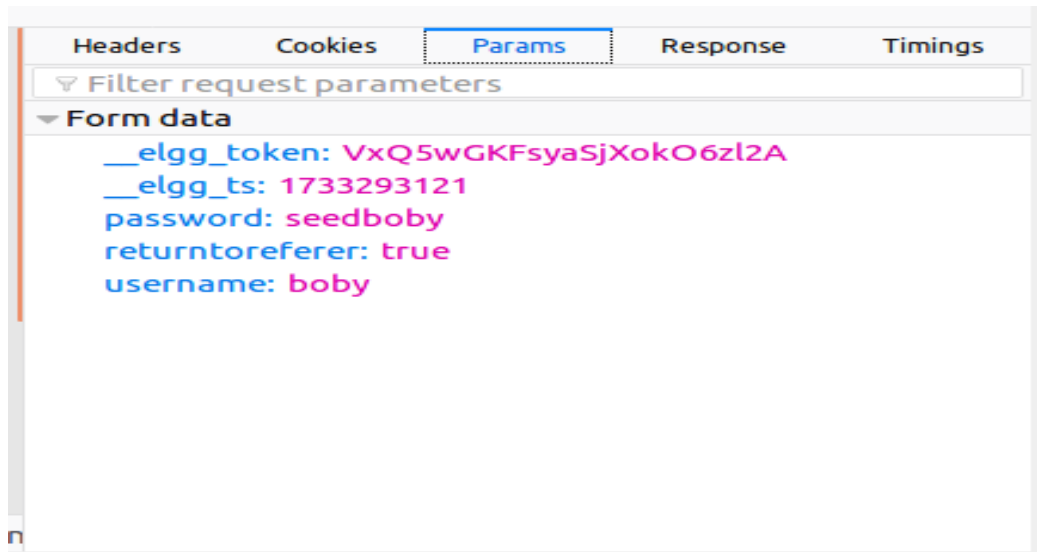 Headers Cookies Params Response Timings
Filter request parameters
Form data
__elgg_token: VxQ5wGKFsyaSjXokO6zl2A
__elgg_ts: 1733293121
password: seedboby
returntoreferer: true
username: boby
n